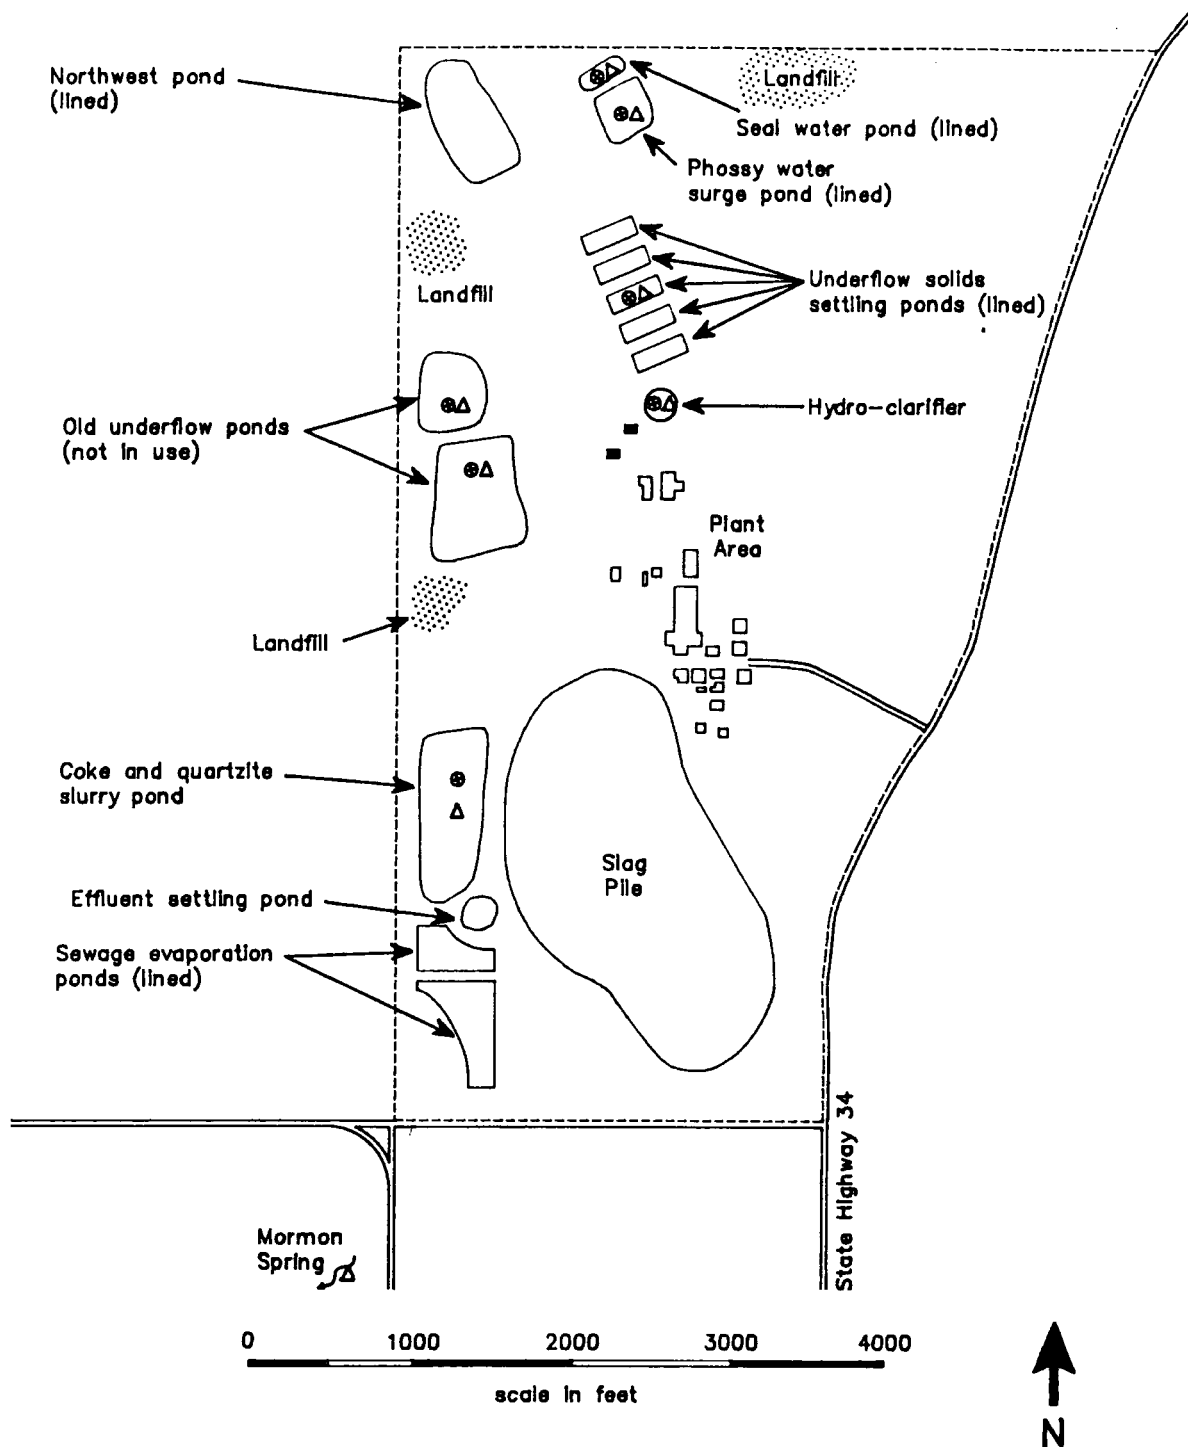 Northwest pond
(lined)
Landfill
Seal water pond (lined)
Phossy water
surge pond (lined)
Landfill
Underflow solids
settling ponds (lined)
Old underflow ponds
(not in use)
Hydro-clarifier
Plant
Area
Landfill
Coke and quartzite
slurry pond
Slag
Pile
Effluent settling pond
Sewage evaporation
ponds (lined)
State Highway 34
Mormon
Spring
0 1000 2000 3000 4000
scale in feet
N